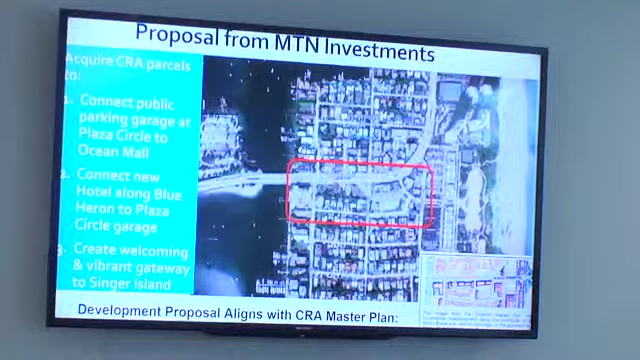 Proposal from MTN Investments
Acquire CRA parcels
to:
1. Connect public
parking garage at
Plaza Circle to
Ocean Mall
2. Connect new
Hotel along Blue
Heron to Plaza
Circle garage
3. Create welcoming
& vibrant gateway
to Singer Island
Development Proposal Aligns with CRA Master Plan: